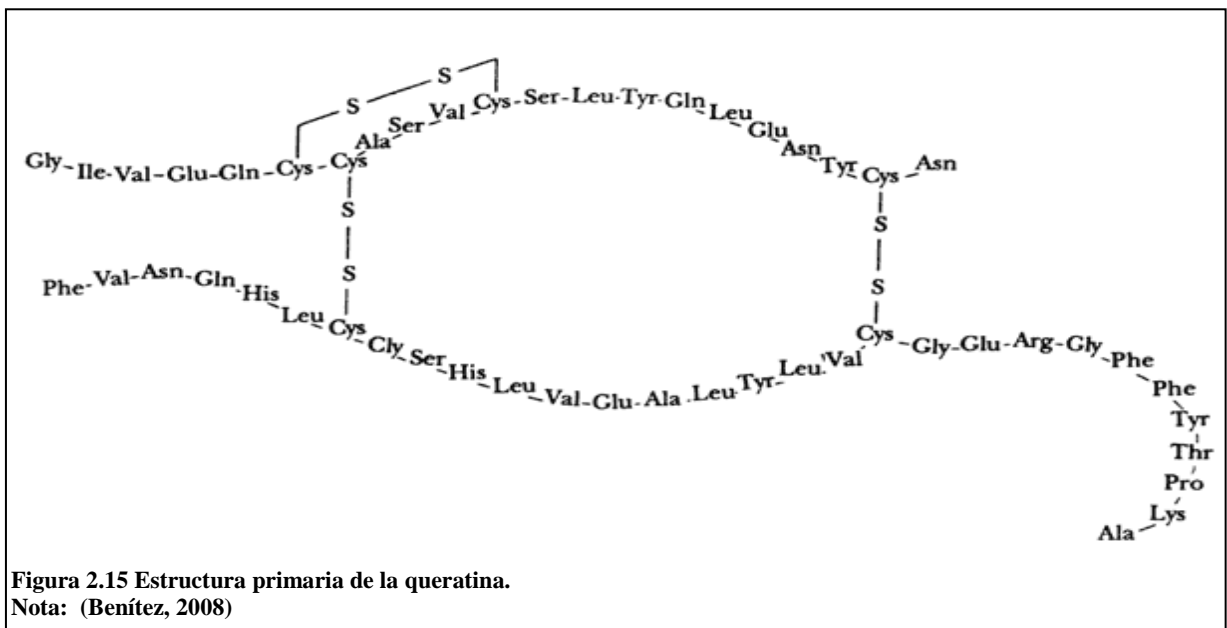 S
S
Gly-Ile-Val-Glu-Gln-Cys-Cys-Ala-Ser-Val-Cys-Ser-Leu-Tyr-Gln-Leu-Glu-Asn-Tyr-Cys-Asn
S S
S S
Phe-Val-Asn-Gln-His-Leu-Cys-Cly-Ser-His-Leu-Val-Glu-Ala-Leu-Tyr-Leu-Val-Cys-Gly-Glu-Arg-Gly-Phe-Phe-Tyr-Thr-Pro-Lys-Ala
Figura 2.15 Estructura primaria de la queratina.
Nota: (Benítez, 2008)